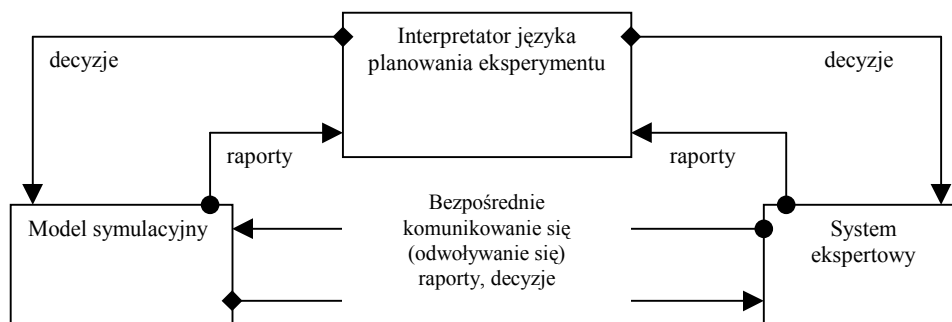 Interpretator języka
planowania eksperymentu
decyzje
decyzje
raporty
raporty
Model symulacyjny
Bezpośrednie
komunikowanie się
(odwoływanie się)
raporty, decyzje
System
ekspertowy